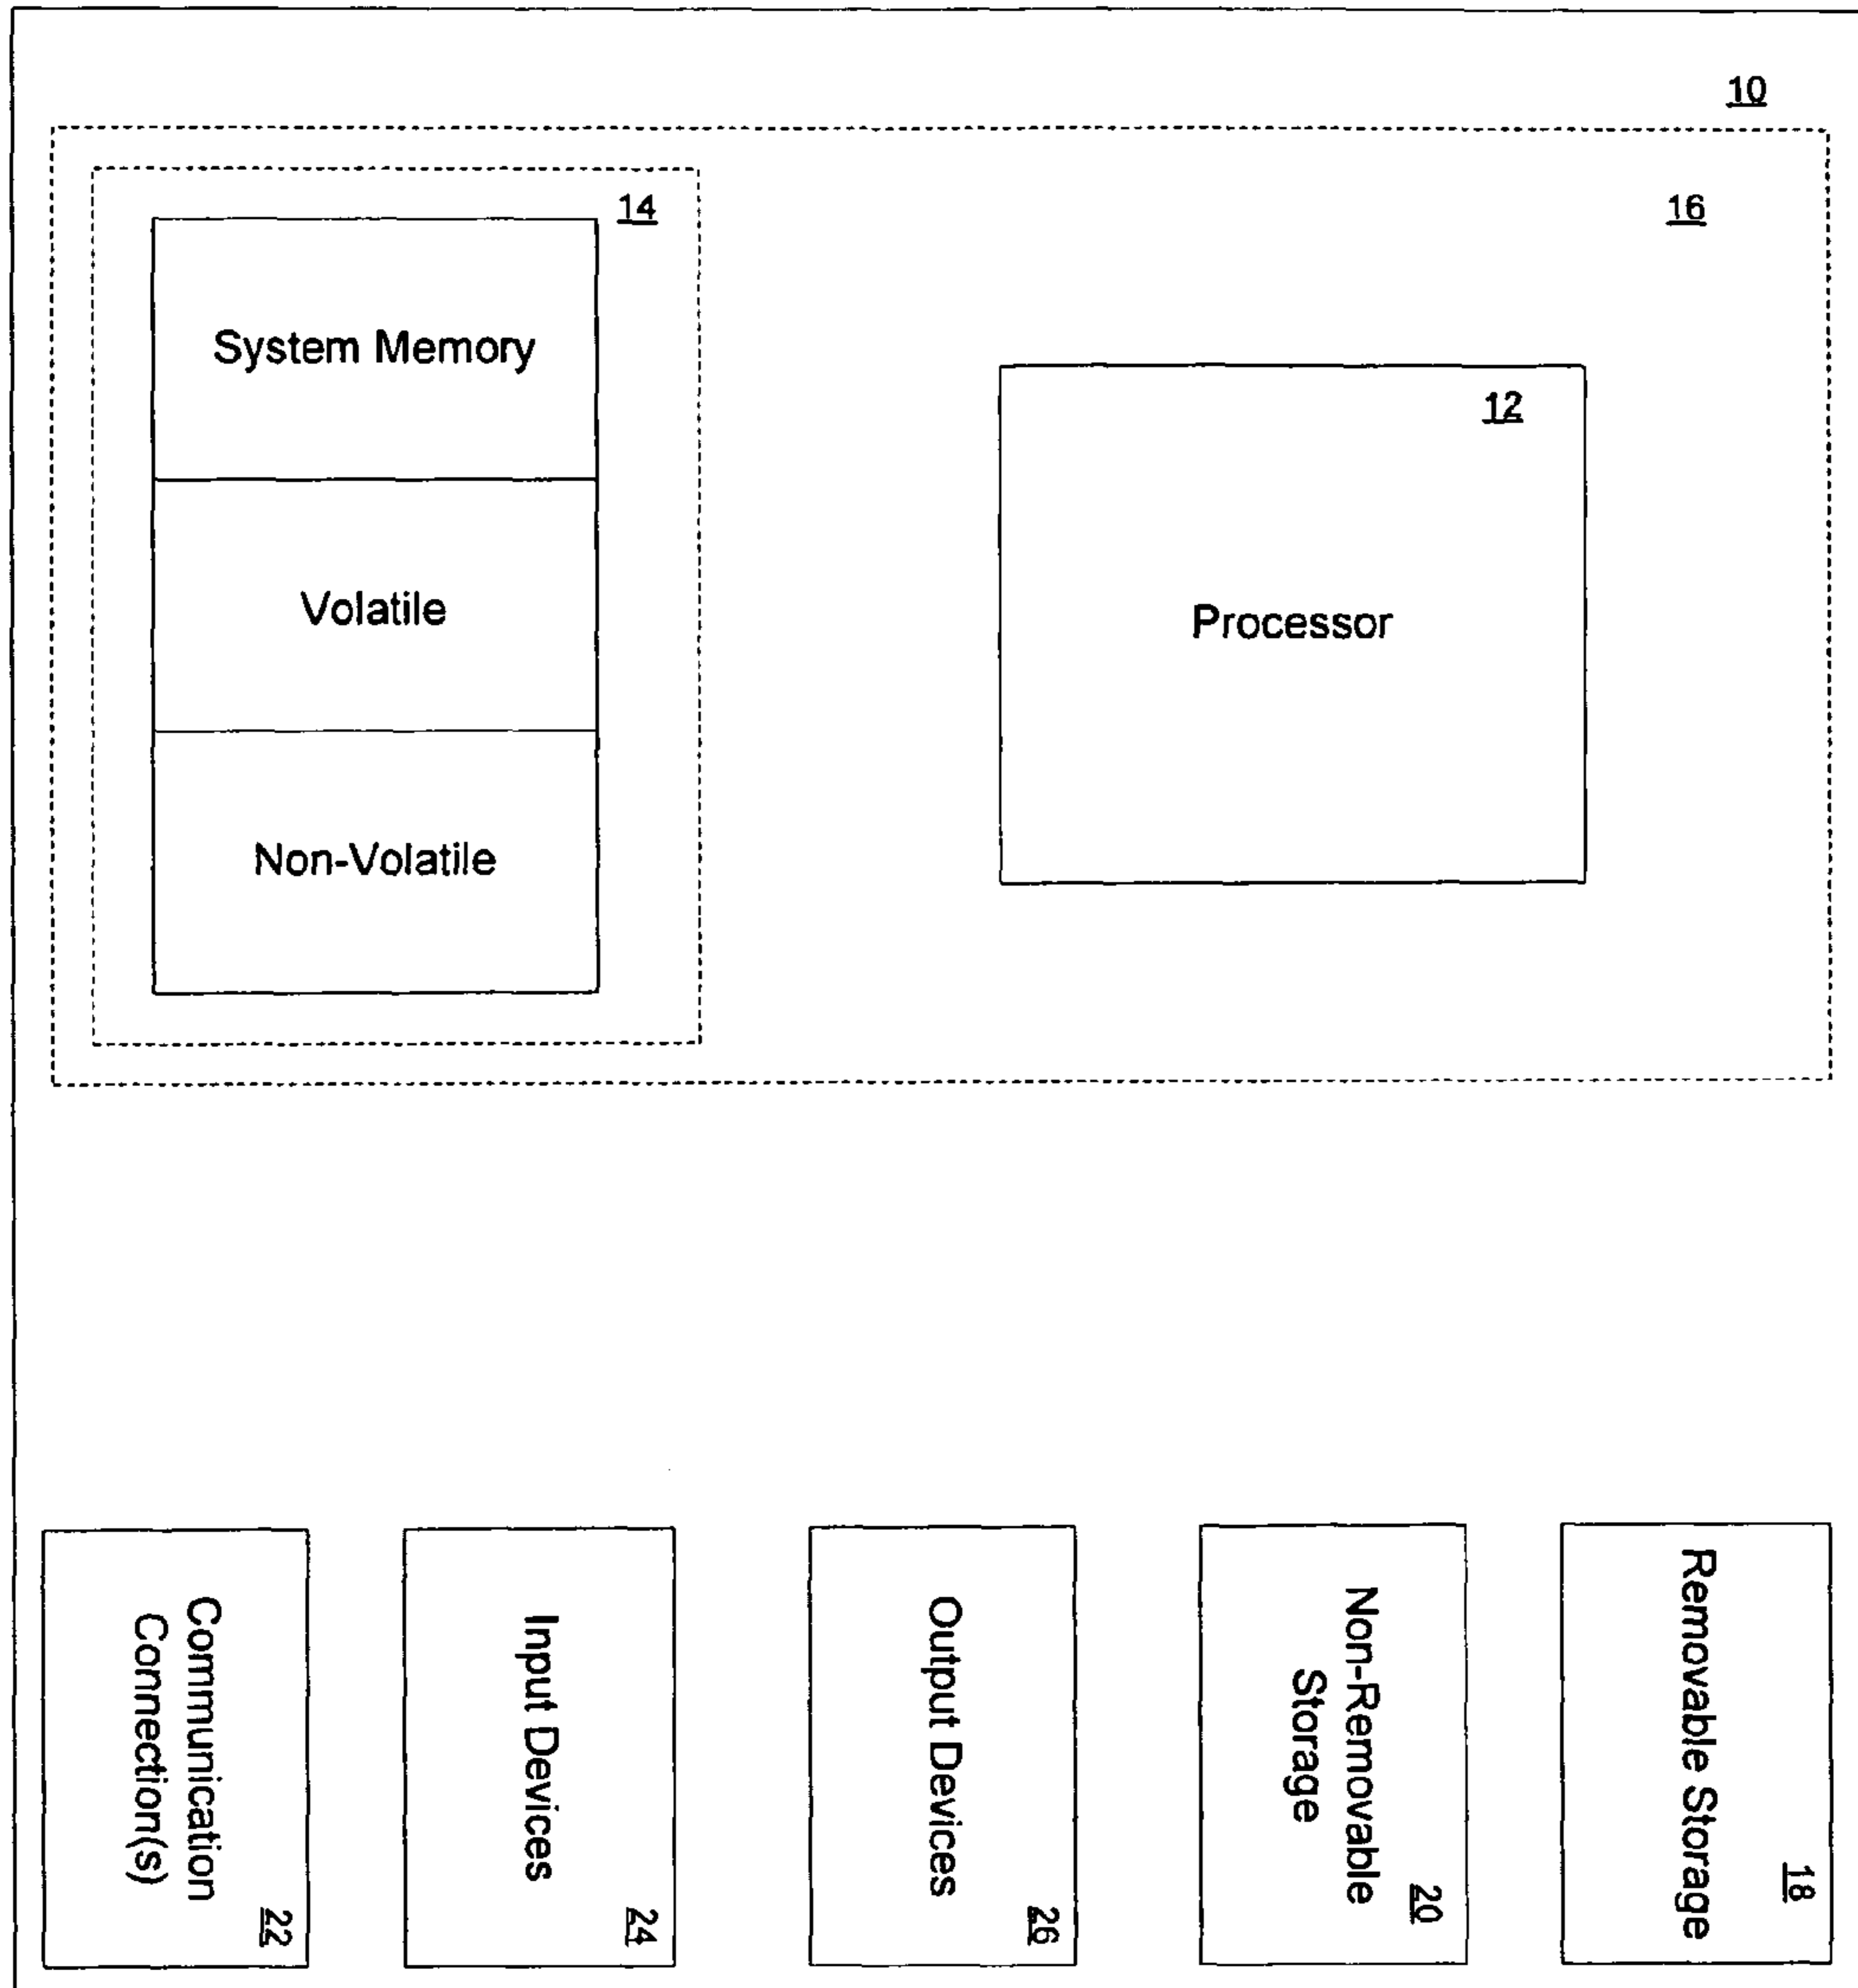 10
16
14
System Memory
Volatile
Non-Volatile
12
Processor
Communication
Connection(s)
22
Input Devices
24
Output Devices
26
Non-Removable
Storage
20
Removable Storage
18